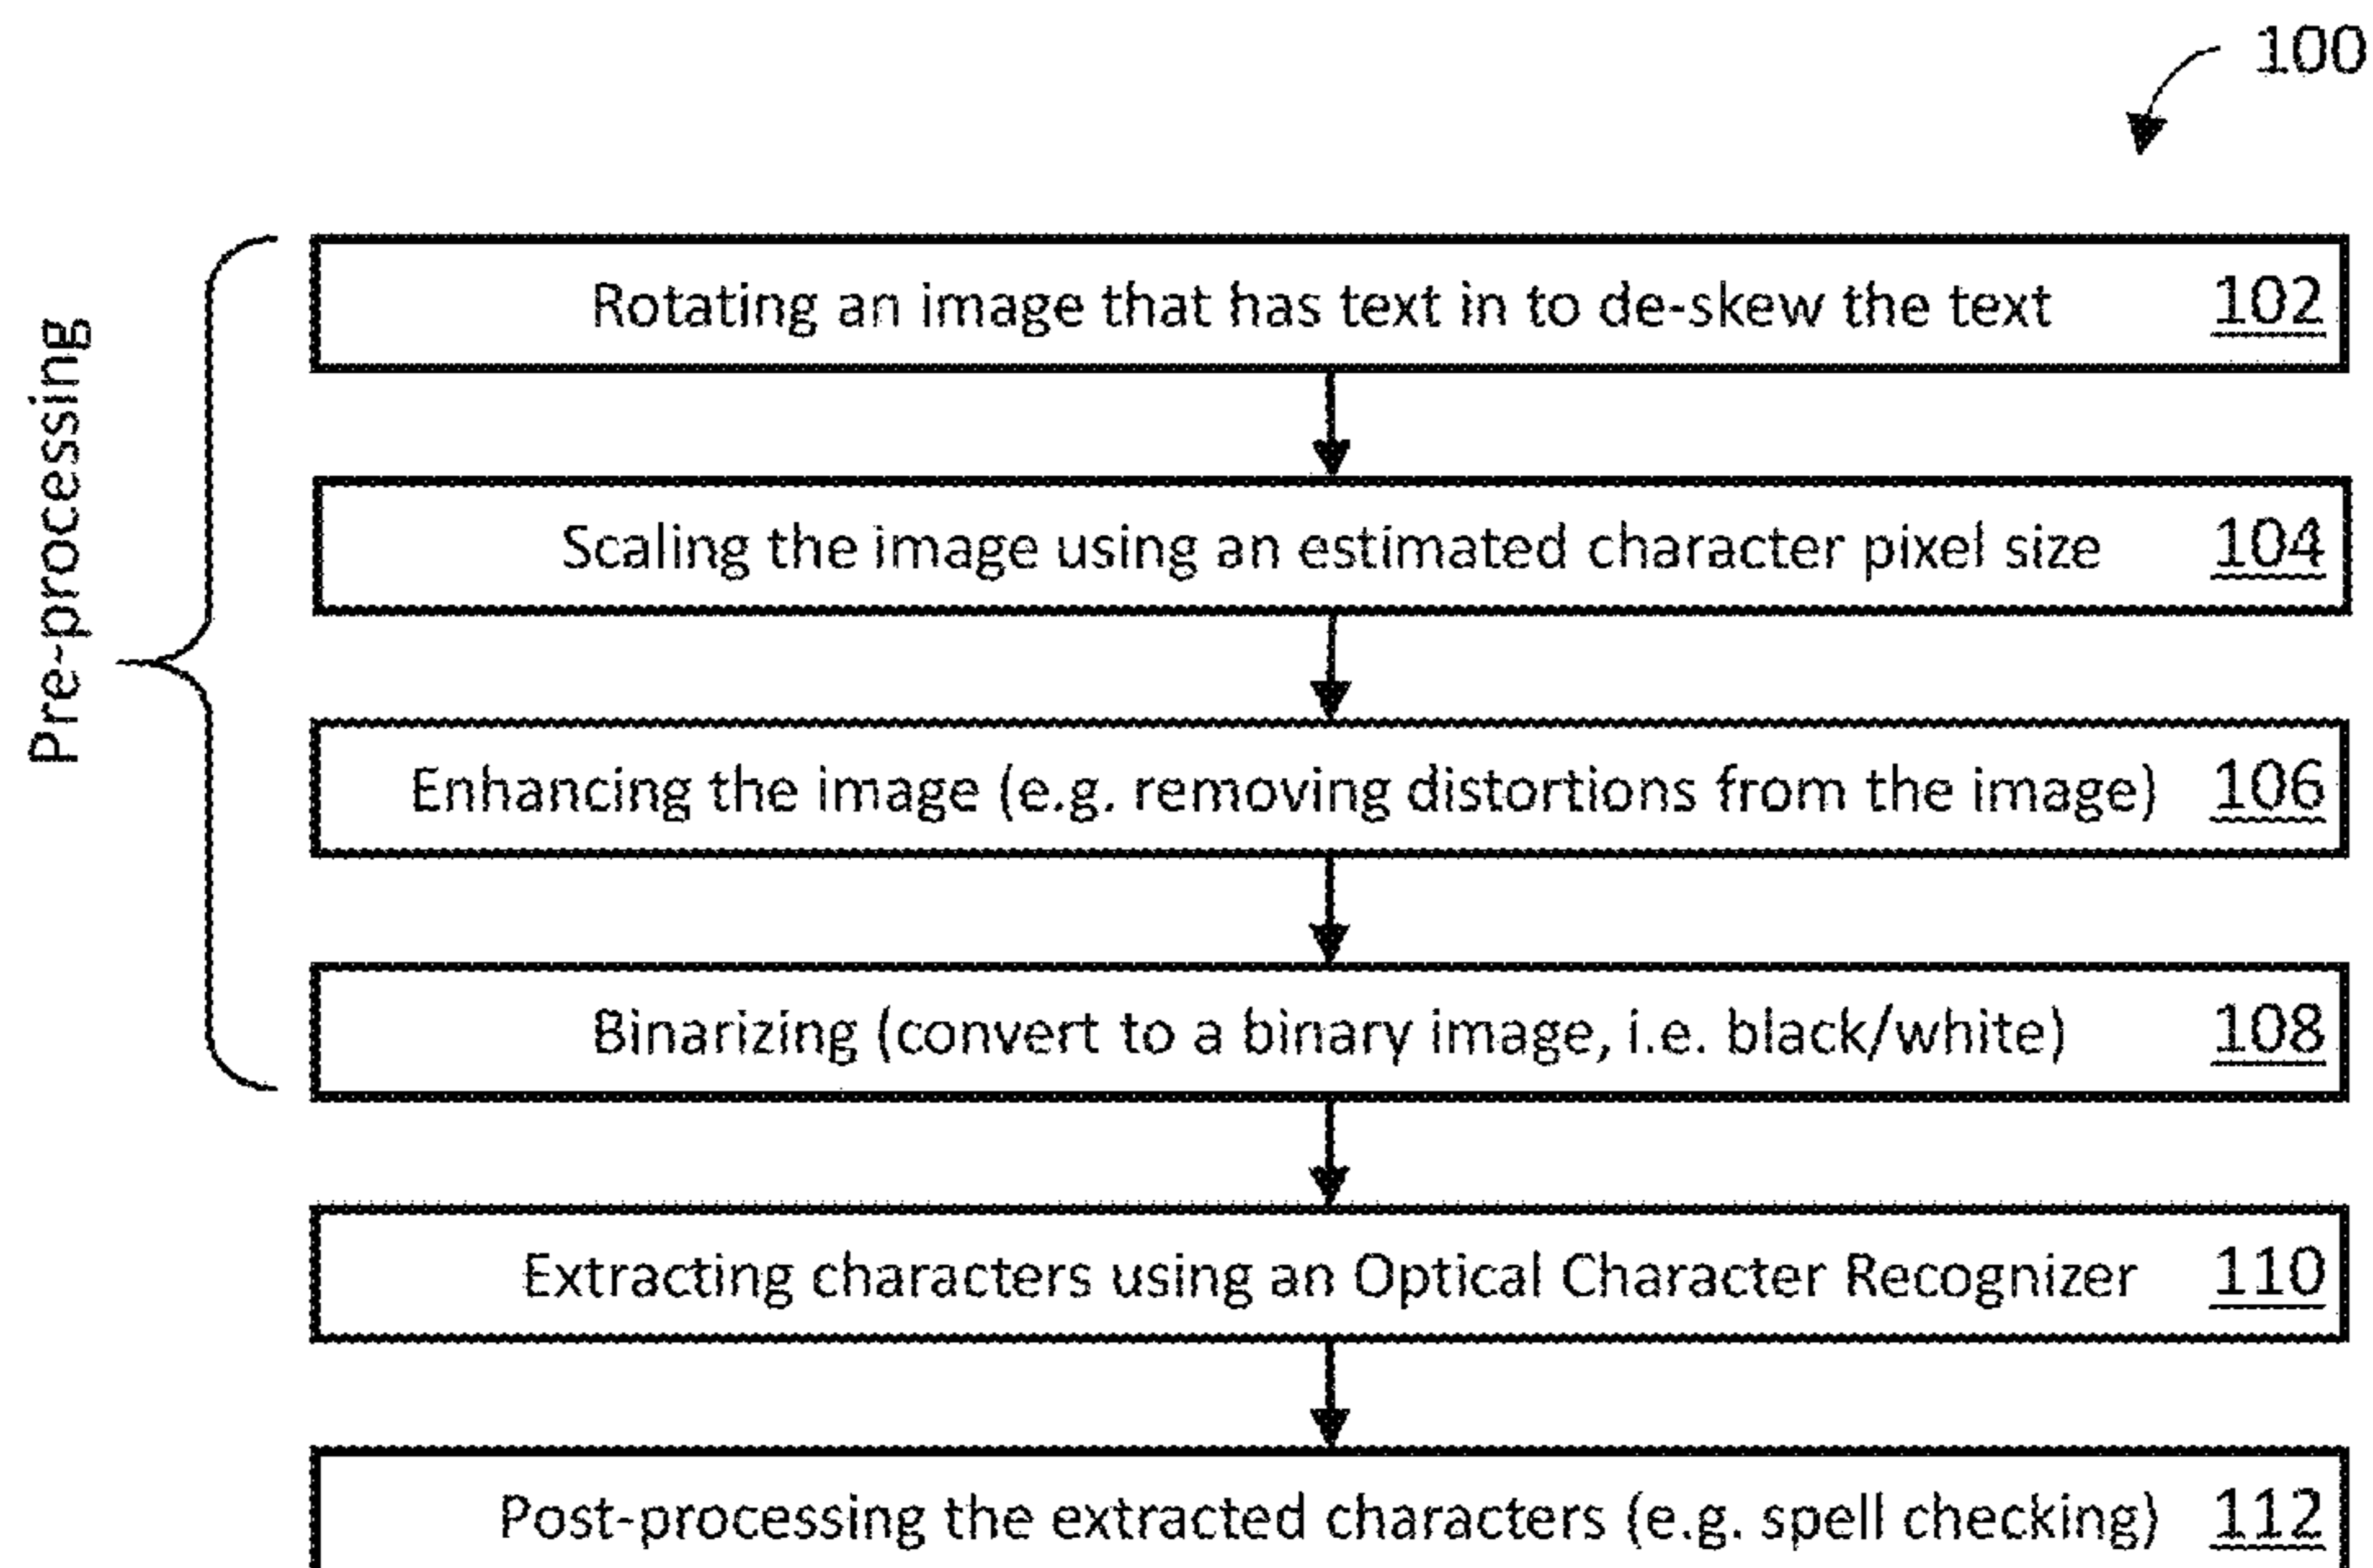 100
Pre-processing
Rotating an image that has text in to de-skew the text 102
Scaling the image using an estimated character pixel size 104
Enhancing the image (e.g. removing distortions from the image) 106
Binarizing (convert to a binary image, i.e. black/white) 108
Extracting characters using an Optical Character Recognizer 110
Post-processing the extracted characters (e.g. spell checking) 112